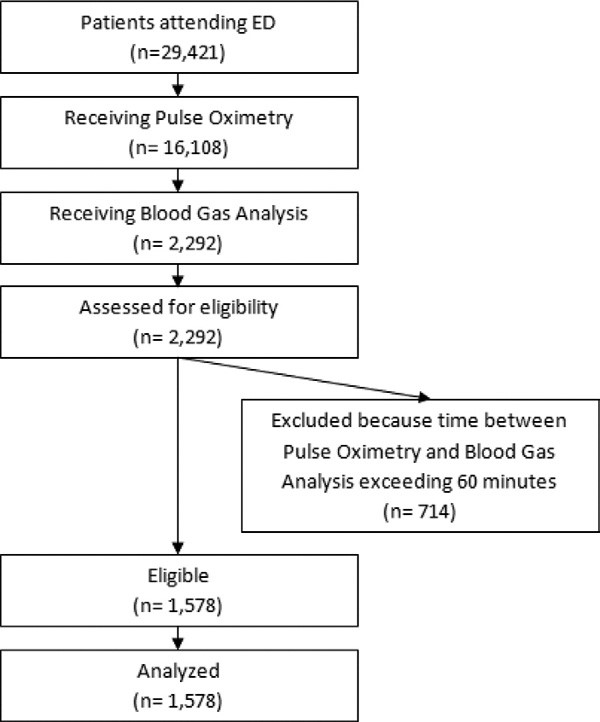 Patients attending ED
(n=29,421)
Receiving Pulse Oximetry
(n= 16,108)
Receiving Blood Gas Analysis
(n= 2,292)
Assessed for eligibility
(n= 2,292)
Excluded because time between
Pulse Oximetry and Blood Gas
Analysis exceeding 60 minutes
(n= 714)
Eligible
(n= 1,578)
Analyzed
(n= 1,578)